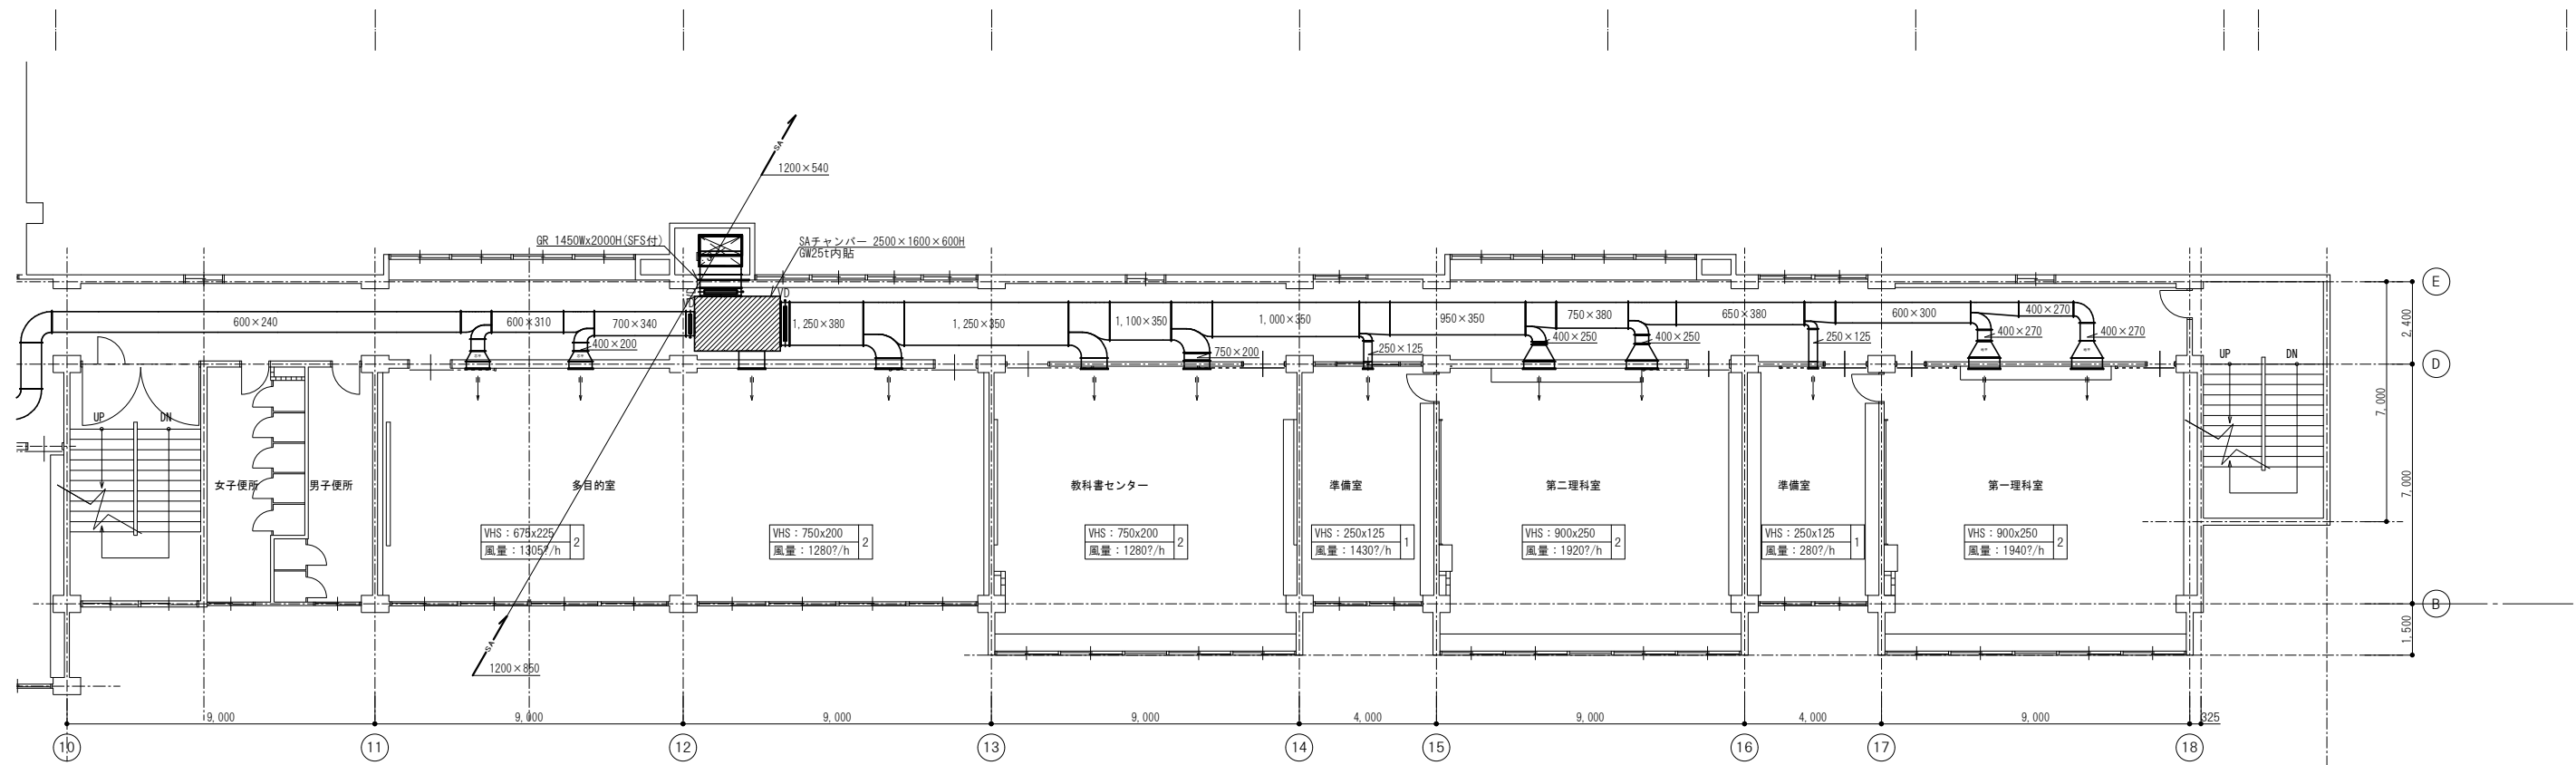 SA
1200×540
GR 1450Wx2000H(SFS付)
SAチャンバー 2500×1600×600H
GW25t内貼
VD
VD
600×240
600×310
700×340
1,250×380
1,250×350
1,100×350
1,000×350
950×350
750×380
650×380
600×300
400×270
400×200
750×200
250×125
400×250
400×250
250×125
400×270
400×270
E
2,400
D
7,000
7,000
B
1,500
UP
DN
UP
DN
女子便所
男子便所
多目的室
教科書センター
準備室
第二理科室
準備室
第一理科室
VHS：675x225
風量：1305?/h
2
VHS：750x200
風量：1280?/h
2
VHS：750x200
風量：1280?/h
2
VHS：250x125
風量：1430?/h
1
VHS：900x250
風量：1920?/h
2
VHS：250x125
風量：280?/h
1
VHS：900x250
風量：1940?/h
2
SA
1200×850
9,000
9,000
9,000
9,000
4,000
9,000
4,000
9,000
325
10
11
12
13
14
15
16
17
18